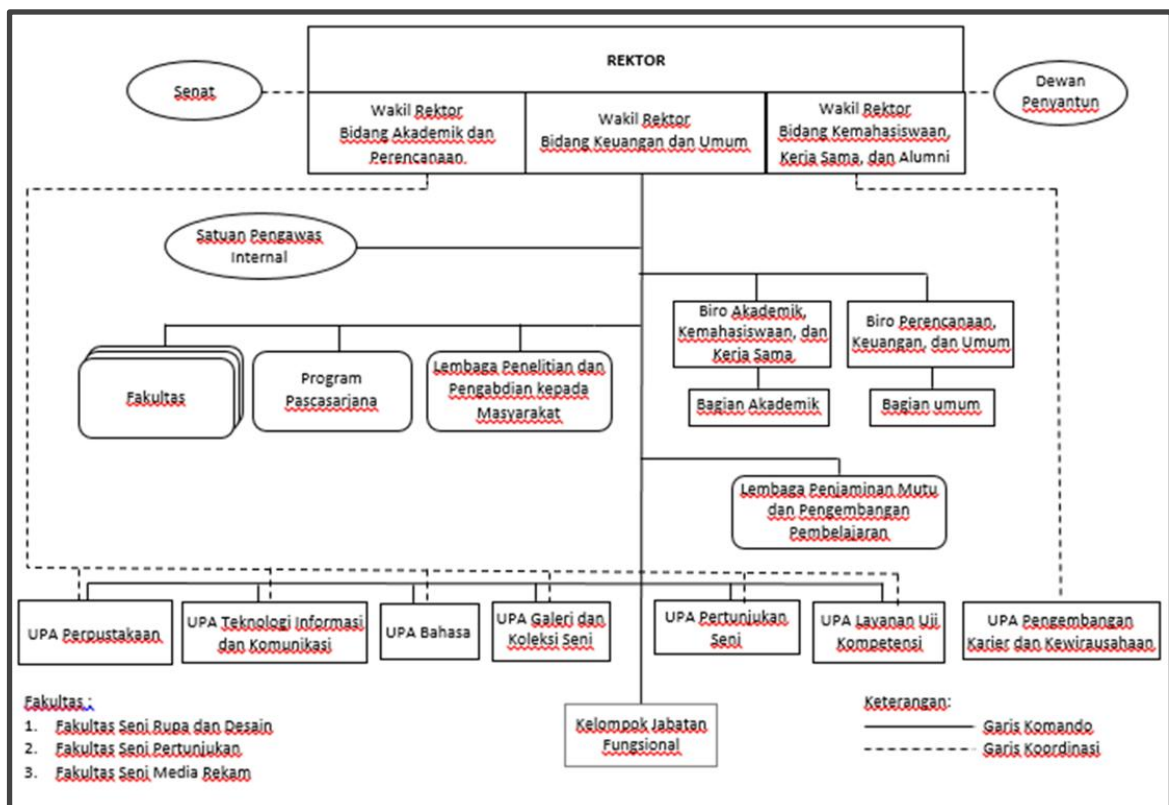 REKTOR
Senat
Dewan
Penyantun
Wakil Rektor
Bidang Akademik dan
Perencanaan
Wakil Rektor
Bidang Keuangan dan Umum
Wakil Rektor
Bidang Kemahasiswaan,
Kerja Sama, dan Alumni
Satuan Pengawas
Internal
Biro Akademik,
Kemahasiswaan, dan
Kerja Sama
Biro Perencanaan,
Keuangan, dan Umum
Fakultas
Program
Pascasarjana
Lembaga Penelitian dan
Pengabdian kepada
Masyarakat
Bagian Akademik
Bagian umum
Lembaga Penjaminan Mutu
dan Pengembangan
Pembelajaran
UPA Perpustakaan
UPA Teknologi Informasi
dan Komunikasi
UPA Bahasa
UPA Galeri dan
Koleksi Seni
UPA Pertunjukan
Seni
UPA Layanan Uji
Kompetensi
UPA Pengembangan
Karier dan Kewirausahaan
Fakultas :
1. Fakultas Seni Rupa dan Desain
2. Fakultas Seni Pertunjukan
3. Fakultas Seni Media Rekam
Kelompok Jabatan
Fungsional
Keterangan:
Garis Komando
Garis Koordinasi